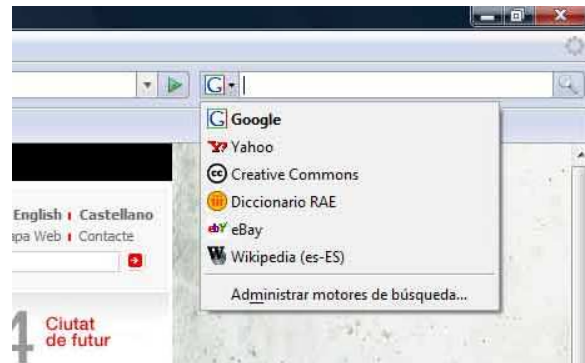 Google
Yahoo
Creative Commons
Diccionario RAE
eBay
Wikipedia (es-ES)
Administrar motores de búsqueda...
English Castellano
apa Web Contacte
4 Ciutat
de futur